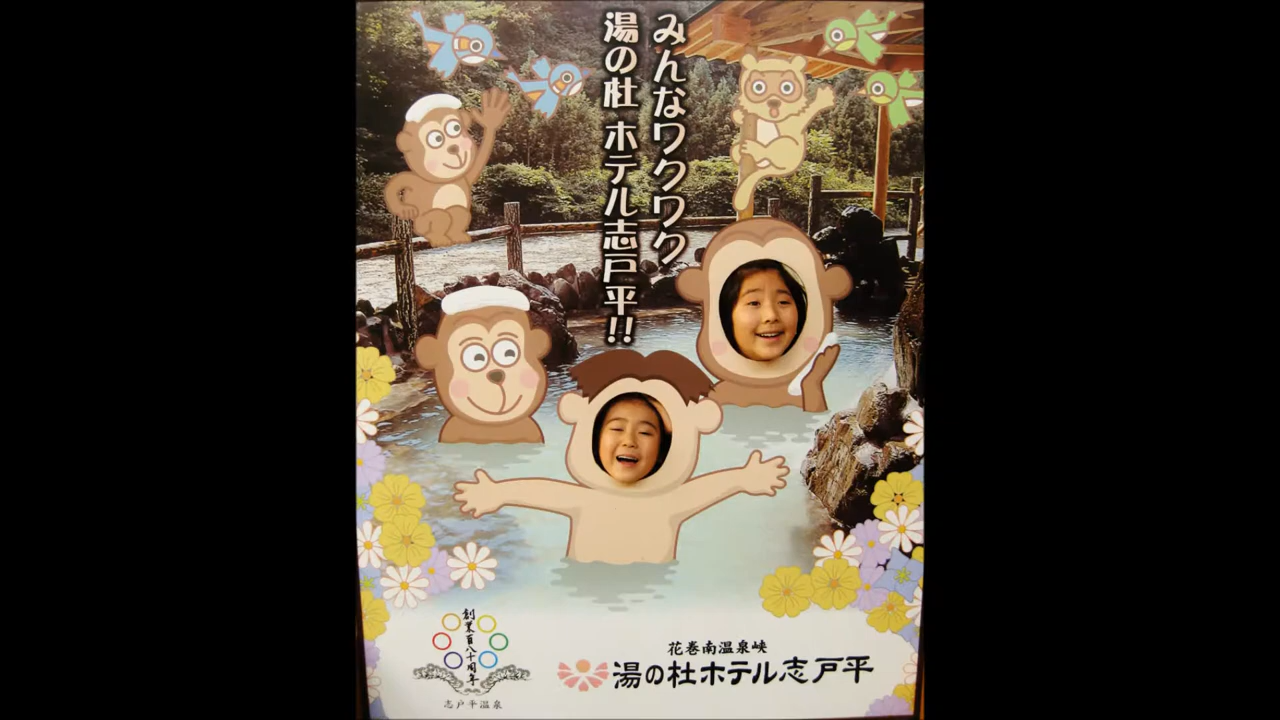 みんなワクワク
湯の杜 ホテル志戸平!!
創業百八十周年
志戸平温泉
花巻南温泉峡
湯の杜ホテル志戸平